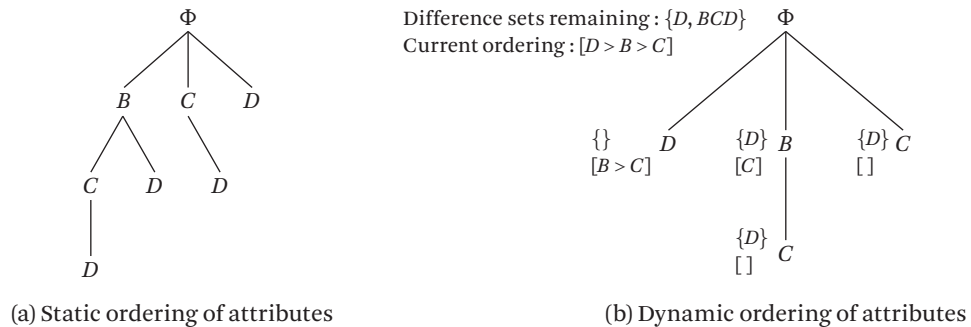 Φ
B C D
C D D
D
(a) Static ordering of attributes
Difference sets remaining : {D, BCD} Φ
Current ordering : [D > B > C]
{} D {D} B {D} C
[B > C] [C] [ ]
{D} C
[ ]
(b) Dynamic ordering of attributes